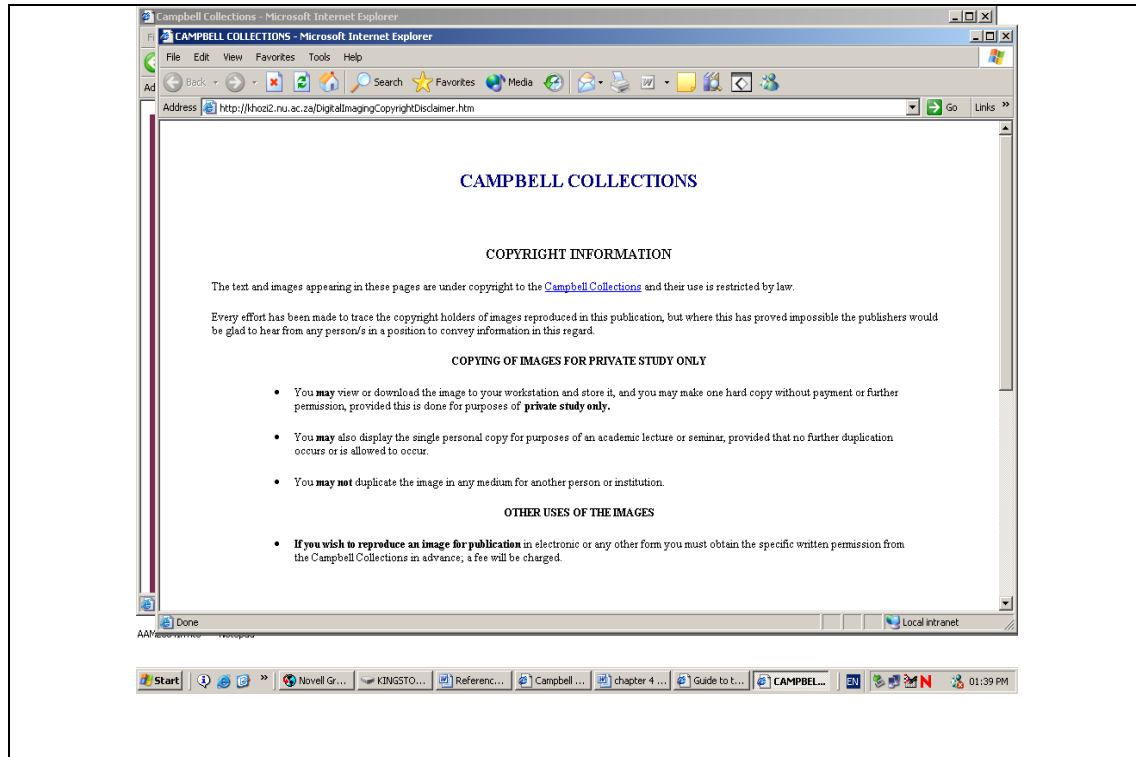 Campbell Collections - Microsoft Internet Explorer
CAMPBELL COLLECTIONS - Microsoft Internet Explorer
File Edit View Favorites Tools Help
Back Search Favorites Media
Address http://khozi2.nu.ac.za/DigitalImagingCopyrightDisclaimer.htm Go Links »
CAMPBELL COLLECTIONS
COPYRIGHT INFORMATION
The text and images appearing in these pages are under copyright to the Campbell Collections and their use is restricted by law.
Every effort has been made to trace the copyright holders of images reproduced in this publication, but where this has proved impossible the publishers would
be glad to hear from any person/s in a position to convey information in this regard.
COPYING OF IMAGES FOR PRIVATE STUDY ONLY
• You may view or download the image to your workstation and store it, and you may make one hard copy without payment or further
permission, provided this is done for purposes of private study only.
• You may also display the single personal copy for purposes of an academic lecture or seminar, provided that no further duplication
occurs or is allowed to occur.
• You may not duplicate the image in any medium for another person or institution.
OTHER USES OF THE IMAGES
• If you wish to reproduce an image for publication in electronic or any other form you must obtain the specific written permission from
the Campbell Collections in advance; a fee will be charged.
Done Local intranet
Start » Novell Gr... KINGSTO... Referenc... Campbell ... chapter 4 ... Guide to t... CAMPBEL... EN 01:39 PM